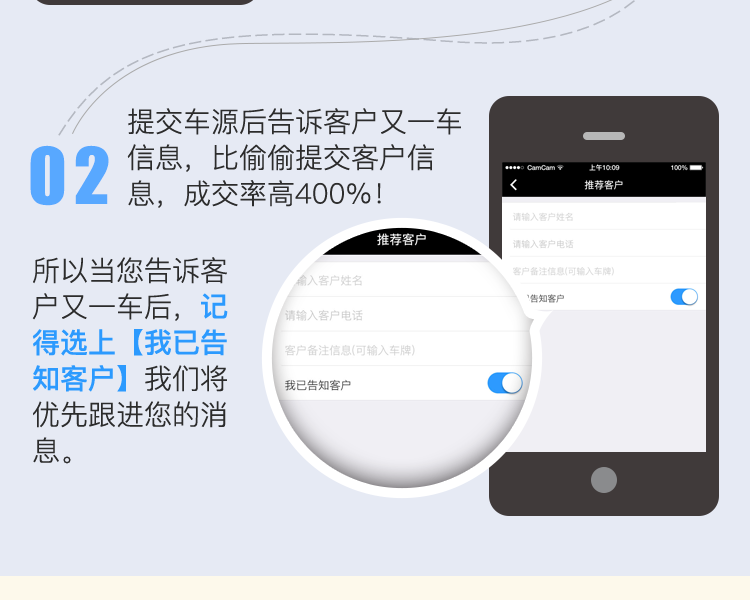 02
提交车源后告诉客户又一车
信息，比偷偷提交客户信
息，成交率高400%！
所以当您告诉客
户又一车后，记
得选上【我已告
知客户】我们将
优先跟进您的消
息。
推荐客户
输入客户姓名
请输入客户电话
客户备注信息(可输入车牌)
我已告知客户
CamCam 上午10:09 100%
推荐客户
请输入客户姓名
请输入客户电话
客户备注信息(可输入车牌)
告知客户